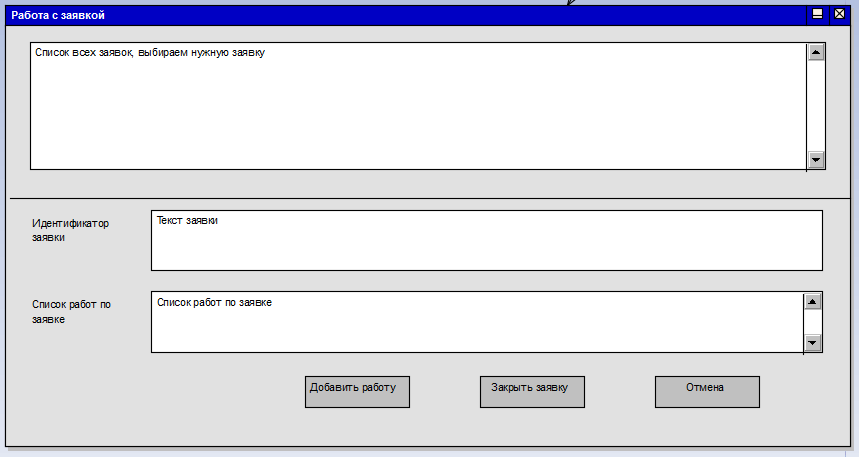 Работа с заявкой
Список всех заявок, выбираем нужную заявку
Идентификатор
заявки
Текст заявки
Список работ по
заявке
Список работ по заявке
Добавить работу
Закрыть заявку
Отмена